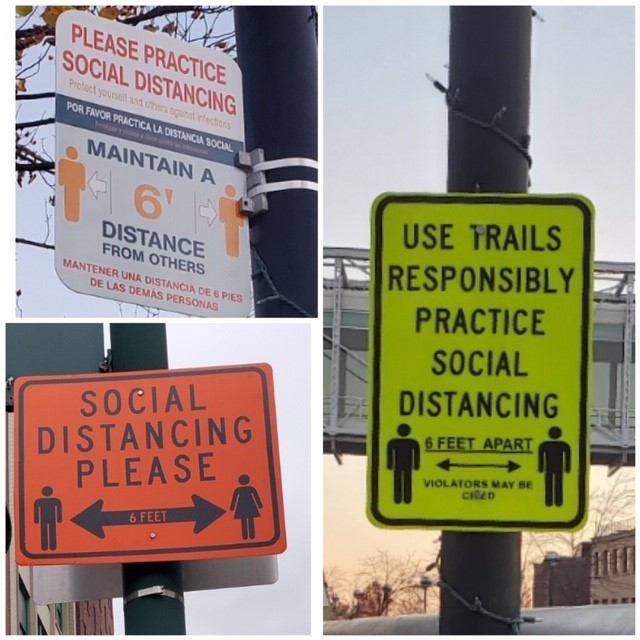 PLEASE PRACTICE
SOCIAL DISTANCING
Protect yourself and others against infections
POR FAVOR PRACTICA LA DISTANCIA SOCIAL
MAINTAIN A
6'
DISTANCE
FROM OTHERS
MANTENER UNA DISTANCIA DE 6 PIES
DE LAS DEMÁS PERSONAS
SOCIAL
DISTANCING
PLEASE
6 FEET
USE TRAILS
RESPONSIBLY
PRACTICE
SOCIAL
DISTANCING
6 FEET APART
VIOLATORS MAY BE
CITED